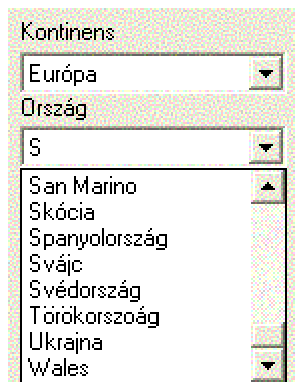 Kontinens
Európa
Ország
S
San Marino
Skócia
Spanyolország
Svájc
Svédország
Törökorszoág
Ukrajna
Wales